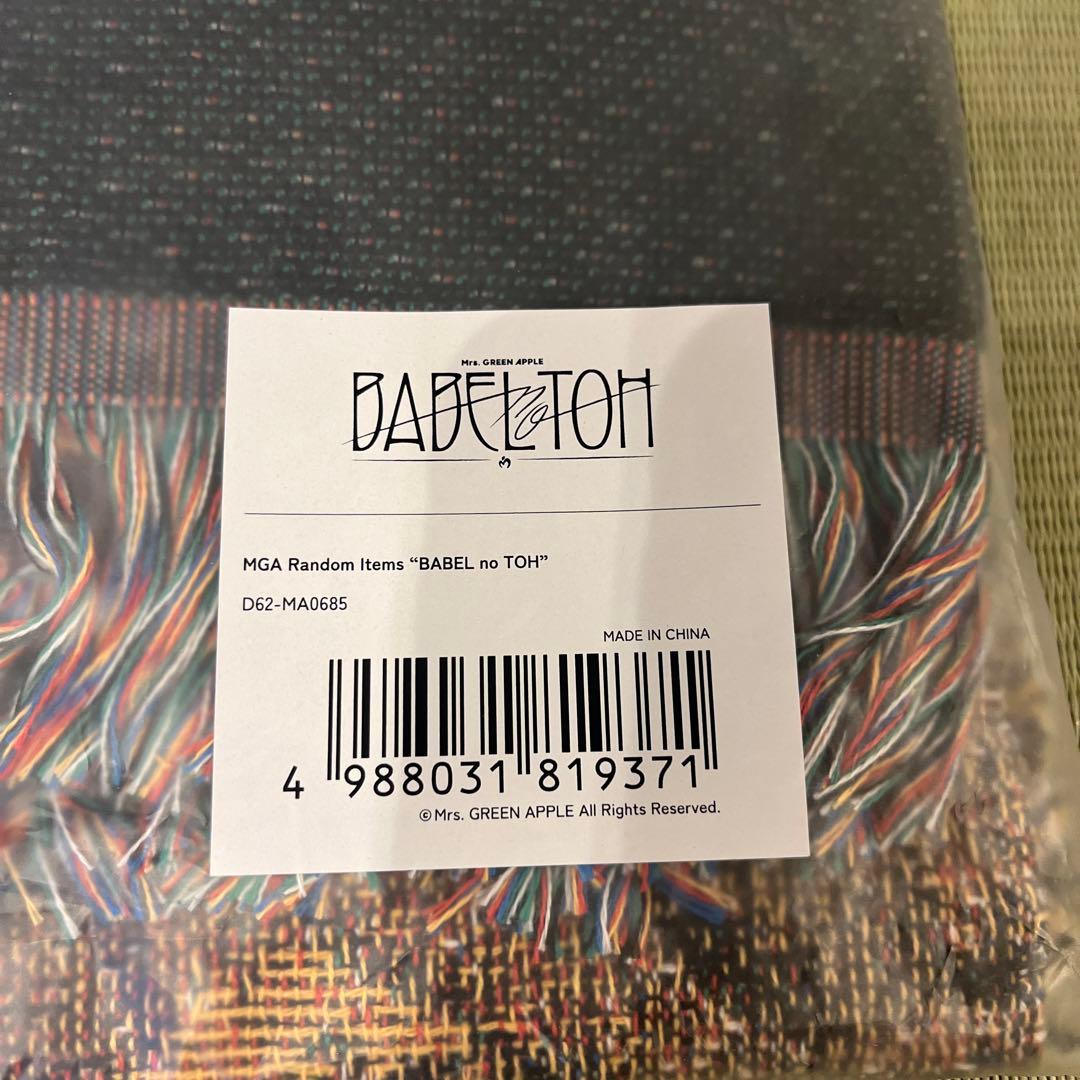 Mrs. GREEN APPLE
BABEL no TOH
MGA Random Items “BABEL no TOH”
D62-MA0685
MADE IN CHINA
4 988031 819371
©Mrs. GREEN APPLE All Rights Reserved.